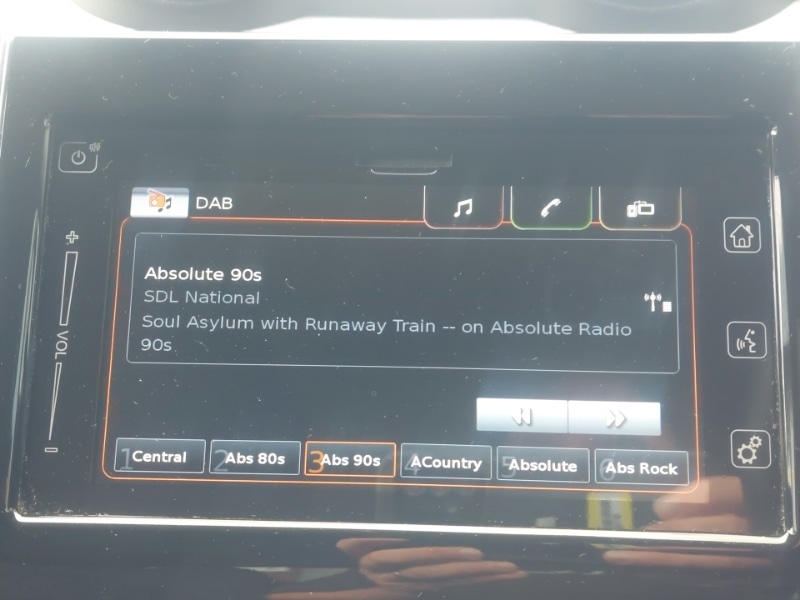 DAB
Absolute 90s
SDL National
Soul Asylum with Runaway Train -- on Absolute Radio
90s
VOL
1 Central 2 Abs 80s 3 Abs 90s 4 ACountry 5 Absolute 6 Abs Rock